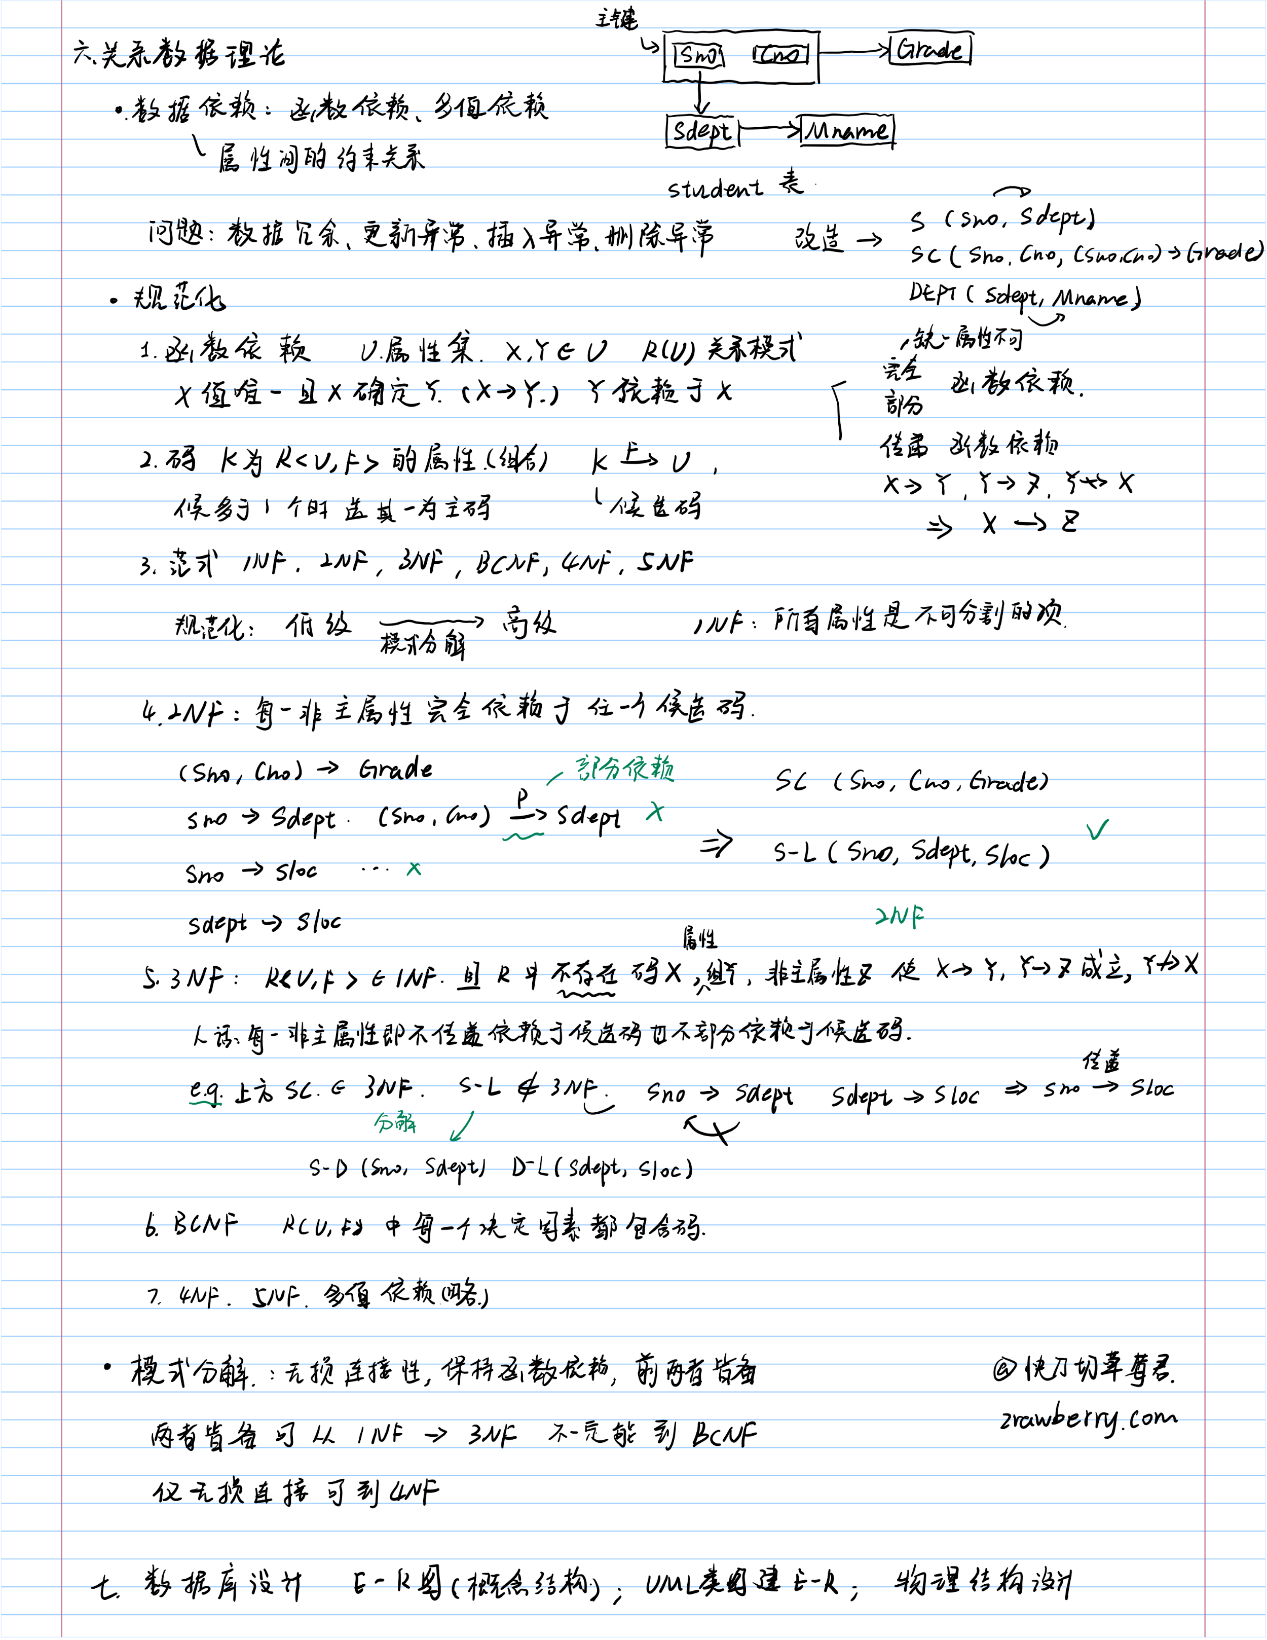 主键
六.关系数据理论
Sno Cno → Grade
• 数据依赖: 函数依赖、多值依赖
Sdept → Mname
属性间的约束关系
student 表
问题: 数据冗余、更新异常、插入异常、删除异常 改造 →
S (Sno, Sdept)
SC ( Sno, Cno, (Sno,Cno)→Grade)
DEPT ( Sdept, Mname)
• 规范化
缺一属性不可
1. 函数依赖 U.属性集. X,Y∈U R(U) 关系模式
X 值唯一且X确定Y. (X→Y.) Y依赖于X
完全
部分 函数依赖.
传递 函数依赖
X→Y, Y→Z, Y↛X
⇒ X→Z
2. 码 K为 R<U,F> 的属性(组合) K F→ U ,
候多于1个时 选其一为主码 候选码
3. 范式 1NF. 2NF, 3NF, BCNF, 4NF. 5NF
规范化: 低级 模式分解→ 高级 1NF: 所有属性是不可分割的项.
4. 2NF: 每一非主属性完全依赖于任一个候选码.
(Sno, Cno) → Grade 部分依赖
SC (Sno, Cno, Grade)
Sno → Sdept. (Sno, Cno) P→ Sdept X
⇒ S-L ( Sno, Sdept, Sloc ) √
Sno → Sloc ... x
Sdept → Sloc 2NF
属性
5. 3NF: R<U,F> ∈ 1NF. 且 R中不存在 码X, 组Y, 非主属性Z 使 X→Y, Y→Z 成立, Y↛X
人话: 每一非主属性即不传递依赖于候选码也不部分依赖于候选码.
传递
e.g. 上方 SC. ∈ 3NF. S-L ∉ 3NF. Sno → Sdept Sdept → Sloc ⇒ Sno → Sloc
分解
S-D (Sno, Sdept) D-L( Sdept, Sloc)
6. BCNF R<U,F> 中每一个决定因素都包含码.
7. 4NF. 5NF. 多值依赖(略.)
• 模式分解.: 无损连接性, 保持函数依赖, 前两者皆备
@快刀切草莓君.
2rawberry.com
两者皆备可从 1NF → 3NF 不一定能到 BCNF
仅无损连接可到4NF
七. 数据库设计 E-R图(概念结构); UML类图建E-R; 物理结构设计